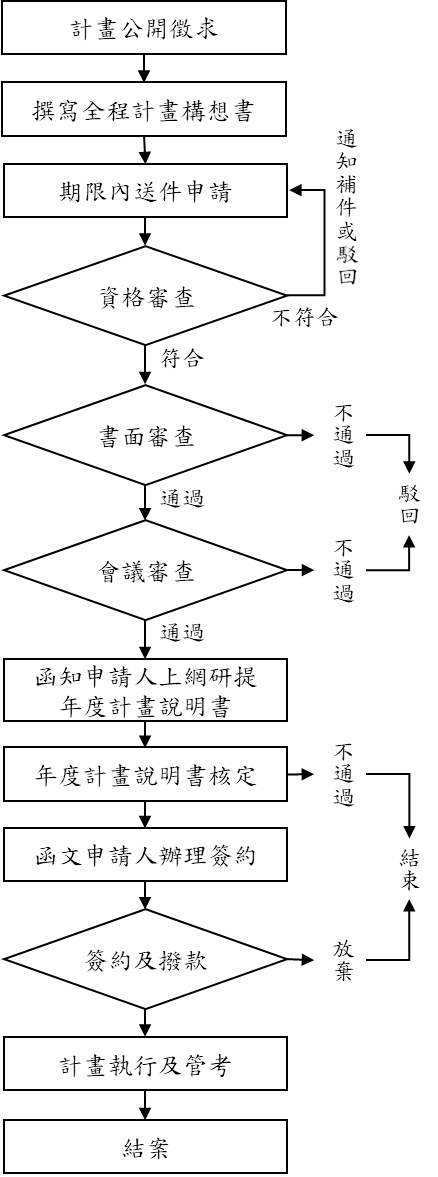 計畫公開徵求
撰寫全程計畫構想書
期限內送件申請
通知補件或駁回
資格審查
不符合
符合
書面審查
不通過
通過
駁回
會議審查
不通過
通過
函知申請人上網研提
年度計畫說明書
年度計畫說明書核定
不通過
函文申請人辦理簽約
結束
簽約及撥款
放棄
計畫執行及管考
結案